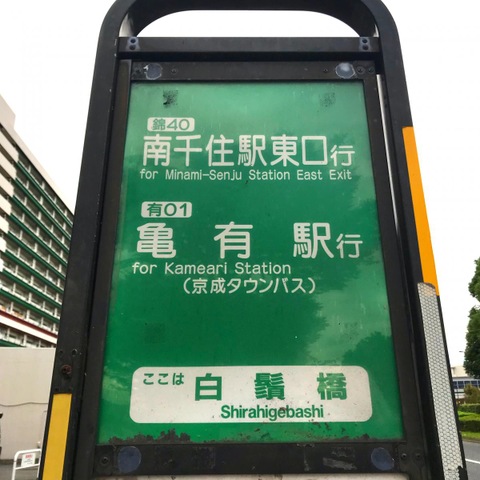 錦40
南千住駅東口行
for Minami-Senju Station East Exit
有01
亀有駅行
for Kameari Station
(京成タウンバス)
ここは 白鬚橋
Shirahigebashi